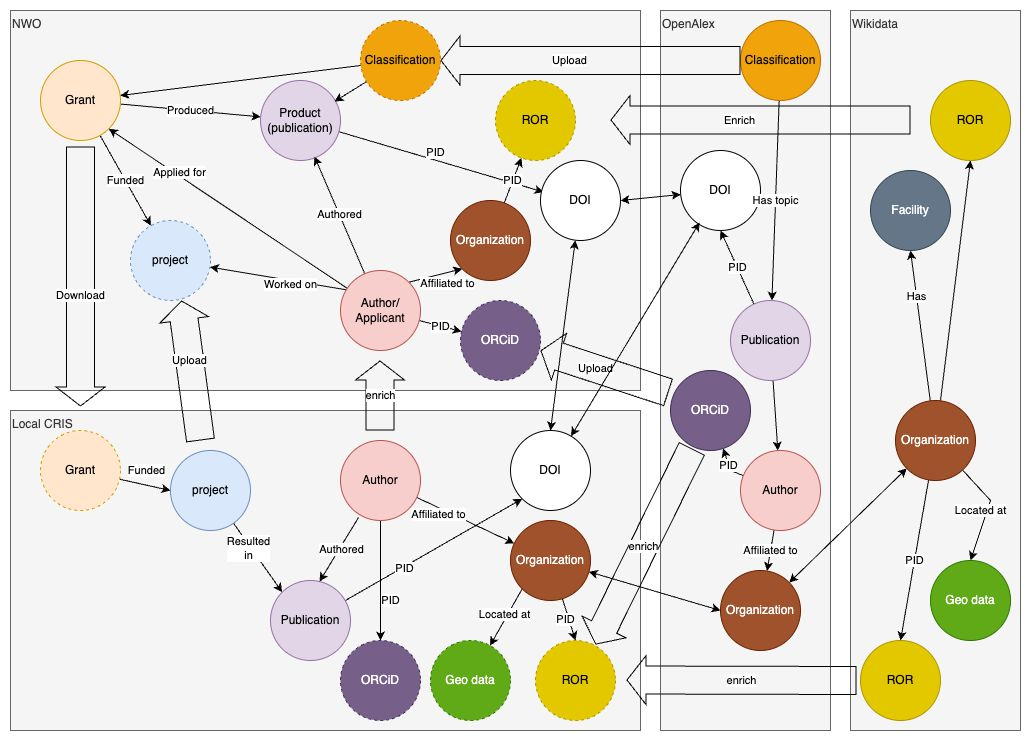 NWO
OpenAlex
Wikidata
Classification
Upload
Classification
Grant
Produced
Product
(publication)
ROR
Enrich
ROR
PID
Funded
Applied for
PID
DOI
DOI
Has topic
Facility
Authored
Organization
project
PID
Worked on
Affiliated to
Download
Author/
Applicant
PID
ORCiD
Has
Publication
Upload
Upload
enrich
ORCiD
Local CRIS
Grant
Funded
project
Author
DOI
PID
Author
Organization
Affiliated to
Located at
Resulted
in
Authored
enrich
Affiliated to
Organization
PID
PID
PID
Publication
Located at
PID
Organization
Geo data
ORCiD
Geo data
ROR
enrich
ROR